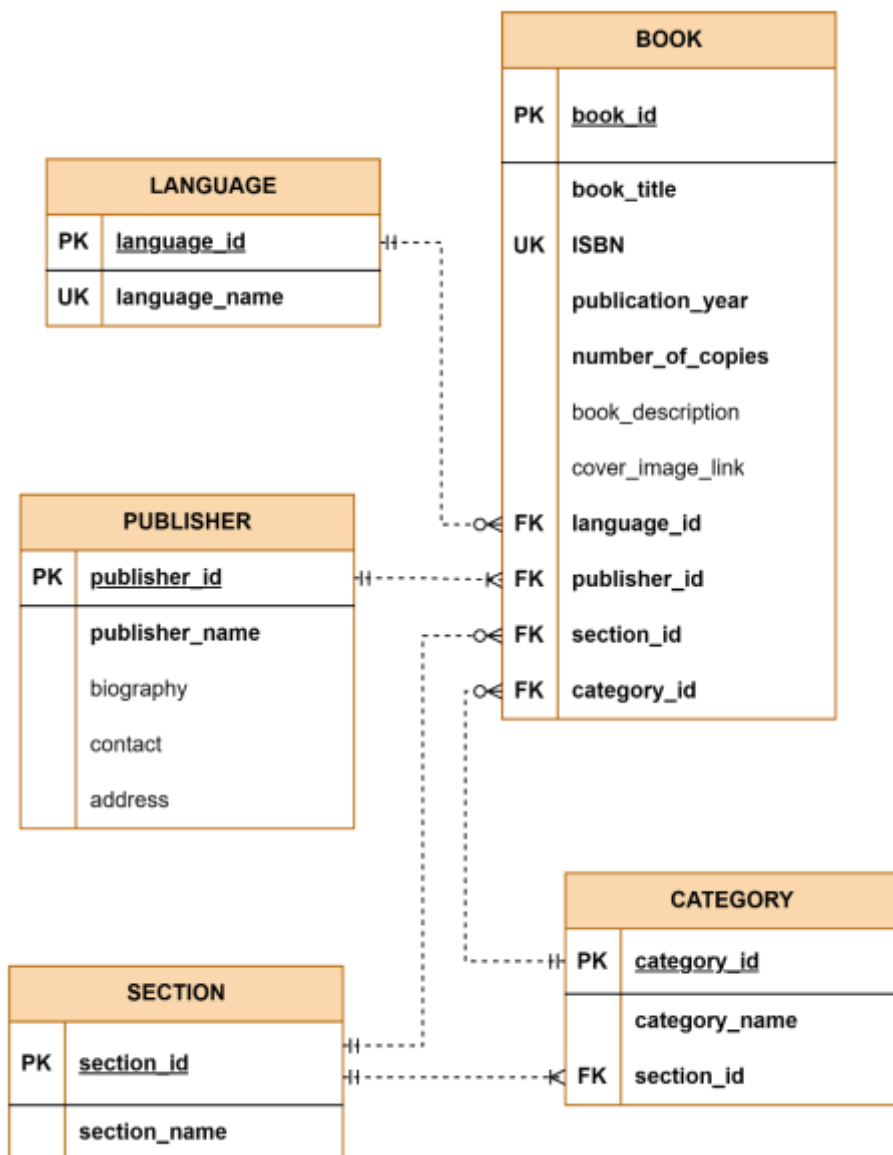 BOOK
PK book_id
book_title
UK ISBN
publication_year
number_of_copies
book_description
cover_image_link
FK language_id
FK publisher_id
FK section_id
FK category_id
LANGUAGE
PK language_id
UK language_name
PUBLISHER
PK publisher_id
publisher_name
biography
contact
address
CATEGORY
PK category_id
category_name
FK section_id
SECTION
PK section_id
section_name